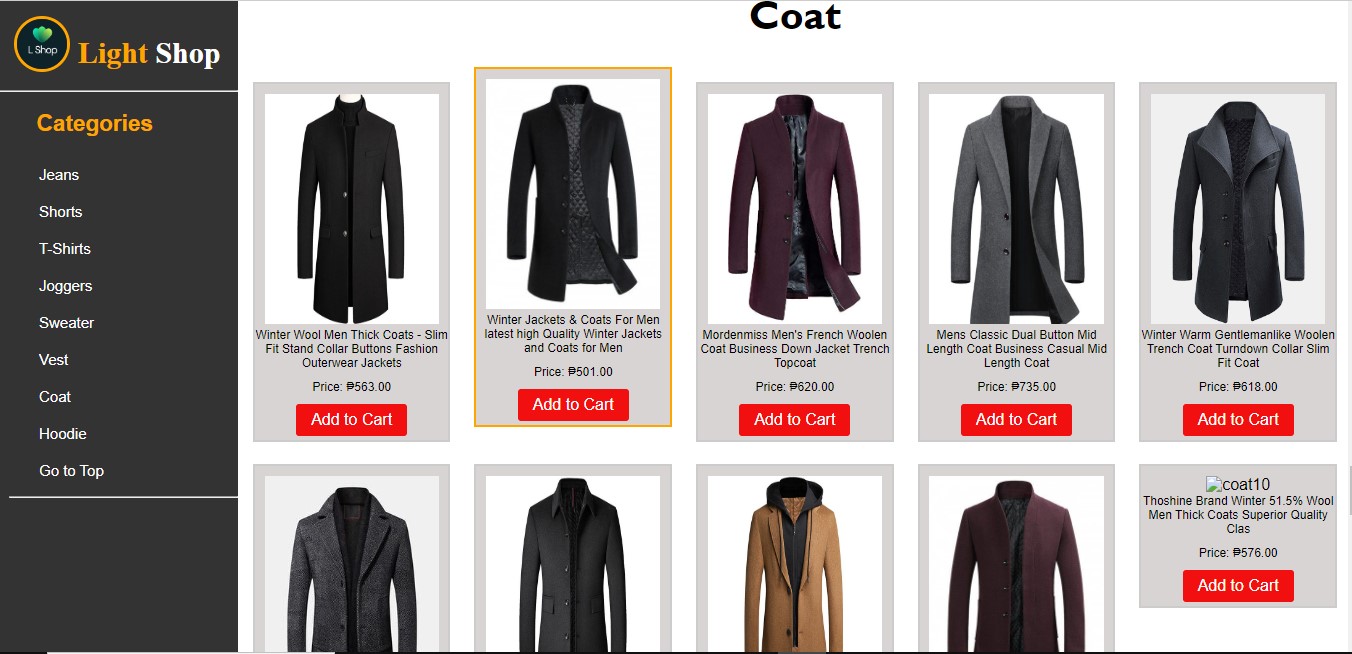 L Shop
Light Shop
Categories
Jeans
Shorts
T-Shirts
Joggers
Sweater
Vest
Coat
Hoodie
Go to Top
Coat
Winter Wool Men Thick Coats - Slim
Fit Stand Collar Buttons Fashion
Outerwear Jackets
Price: ₱563.00
Add to Cart
Winter Jackets & Coats For Men
latest high Quality Winter Jackets
and Coats for Men
Price: ₱501.00
Add to Cart
Mordenmiss Men's French Woolen
Coat Business Down Jacket Trench
Topcoat
Price: ₱620.00
Add to Cart
Mens Classic Dual Button Mid
Length Coat Business Casual Mid
Length Coat
Price: ₱735.00
Add to Cart
Winter Warm Gentlemanlike Woolen
Trench Coat Turndown Collar Slim
Fit Coat
Price: ₱618.00
Add to Cart
coat10
Thoshine Brand Winter 51.5% Wool
Men Thick Coats Superior Quality
Clas
Price: ₱576.00
Add to Cart